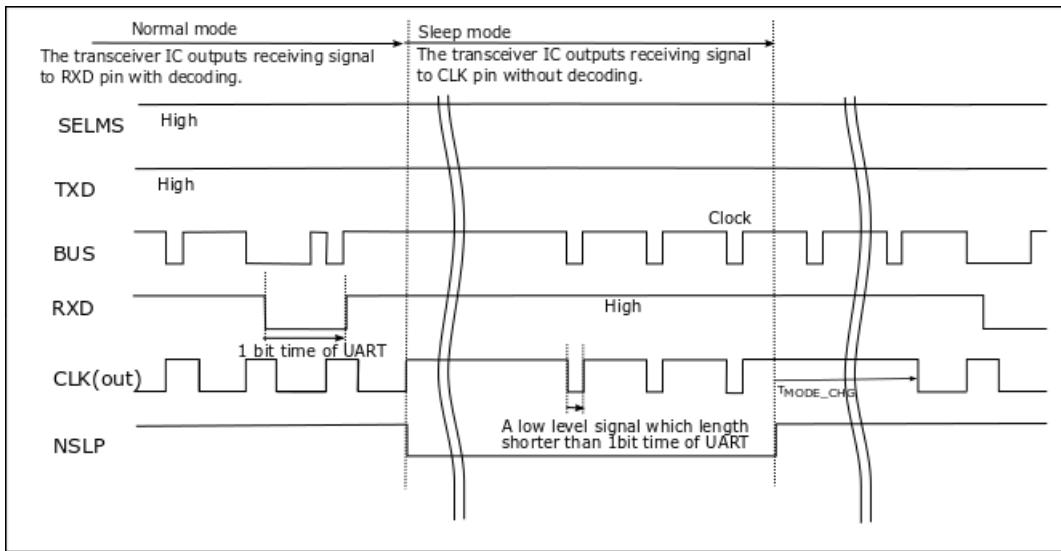 Normal mode
The transceiver IC outputs receiving signal
to RXD pin with decoding.
Sleep mode
The transceiver IC outputs receiving signal
to CLK pin without decoding.
SELMS
High
TXD
High
BUS
Clock
RXD
High
1 bit time of UART
CLK(out)
TMODE_CHG
A low level signal which length
shorter than 1bit time of UART
NSLP